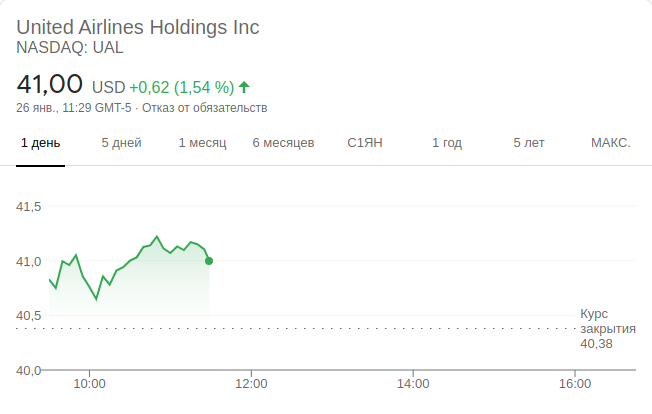 United Airlines Holdings Inc
NASDAQ: UAL
41,00 USD +0,62 (1,54 %)
26 янв., 11:29 GMT-5 · Отказ от обязательств
1 день 5 дней 1 месяц 6 месяцев С1ЯН 1 год 5 лет МАКС.
41,5
41,0
40,5
Курс
закрытия
40,38
40,0
10:00 12:00 14:00 16:00